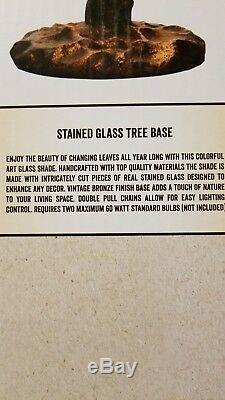 STAINED GLASS TREE BASE
ENJOY THE BEAUTY OF CHANGING LEAVES ALL YEAR LONG WITH THIS COLORFUL
ART GLASS SHADE. HANDCRAFTED WITH TOP QUALITY MATERIALS THE SHADE IS
MADE WITH INTRICATELY CUT PIECES OF REAL STAINED GLASS DESIGNED TO
ENHANCE ANY DECOR. VINTAGE BRONZE FINISH BASE ADDS A TOUCH OF NATURE
TO YOUR LIVING SPACE. DOUBLE PULL CHAINS ALLOW FOR EASY LIGHTING
CONTROL. REQUIRES TWO MAXIMUM 60 WATT STANDARD BULBS (NOT INCLUDED)